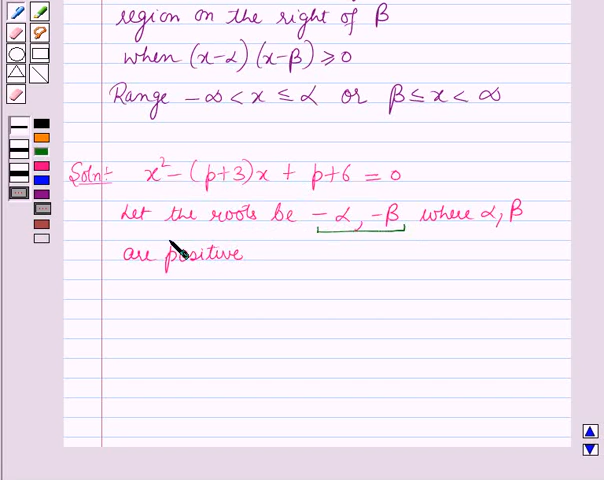 region on the right of β
when (x-α) (x-β) ⩾ 0
Range -∞ < x ≤ α or β ≤ x < ∞
Soln: x² - (p+3)x + p+6 = 0
Let the roots be -α, -β where α, β
are positive